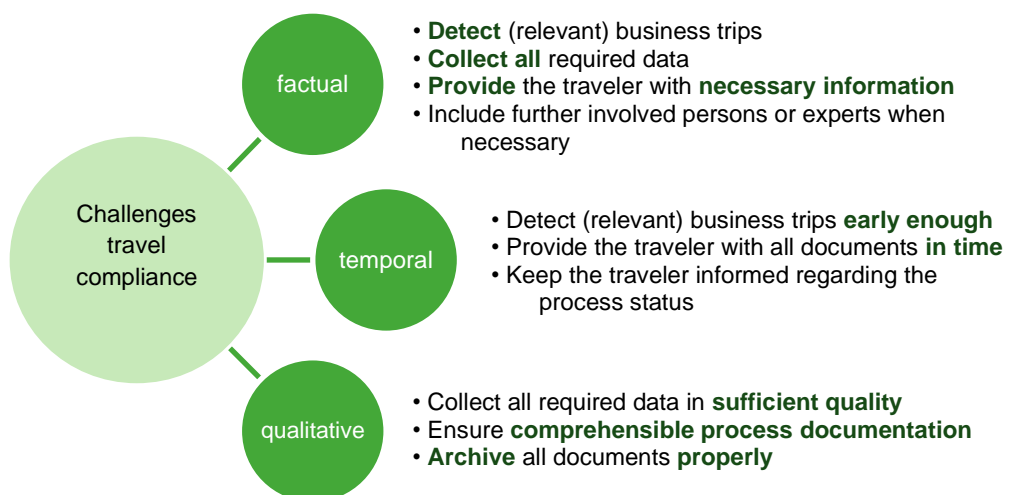 Challenges
travel
compliance
factual
• Detect (relevant) business trips
• Collect all required data
• Provide the traveler with necessary information
• Include further involved persons or experts when
necessary
temporal
• Detect (relevant) business trips early enough
• Provide the traveler with all documents in time
• Keep the traveler informed regarding the
process status
qualitative
• Collect all required data in sufficient quality
• Ensure comprehensible process documentation
• Archive all documents properly